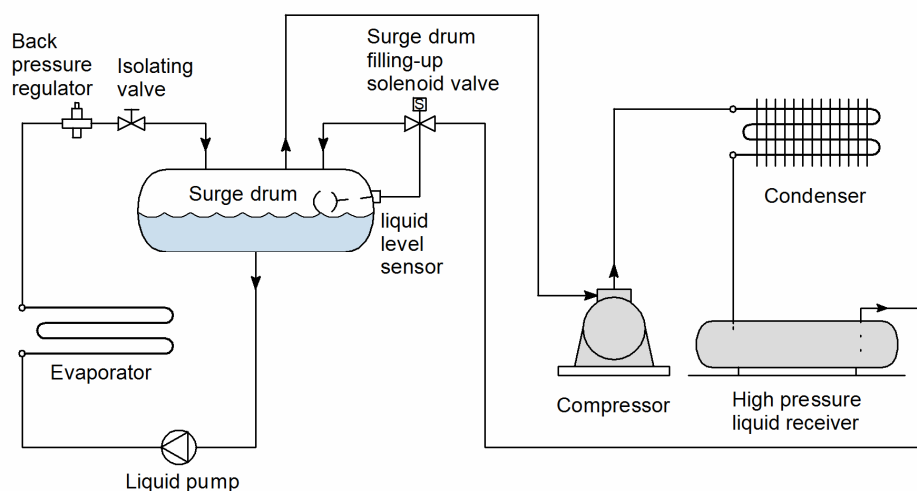 Back
pressure
regulator
Isolating
valve
Surge drum
filling-up
solenoid valve
S
Surge drum
liquid
level
sensor
Condenser
Evaporator
Compressor
High pressure
liquid receiver
Liquid pump